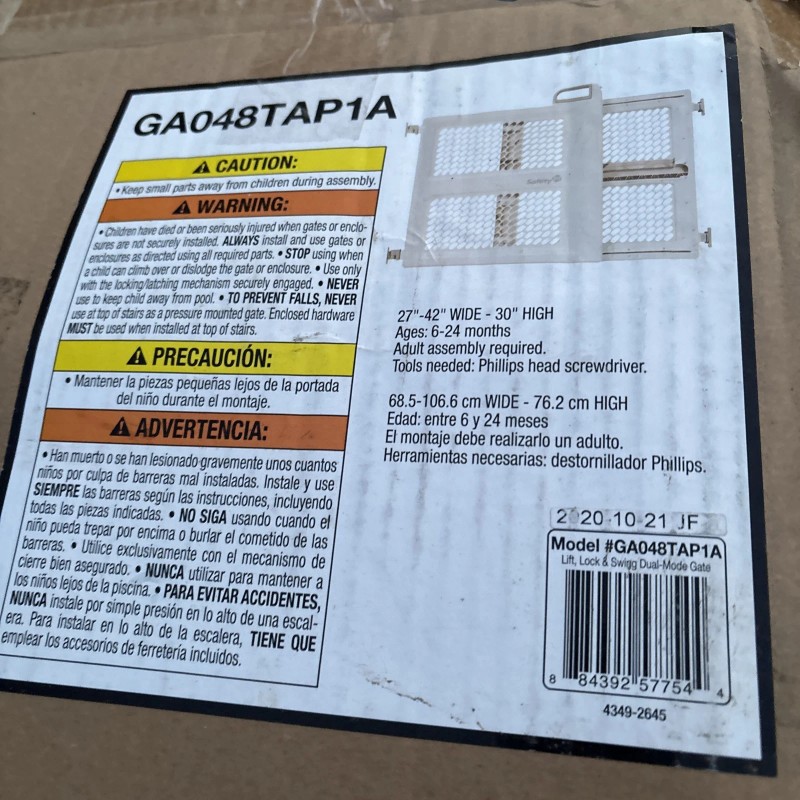 GA048TAP1A
CAUTION:
• Keep small parts away from children during assembly.
WARNING:
• Children have died or been seriously injured when gates or enclo-
sures are not securely installed. ALWAYS install and use gates or
enclosures as directed using all required parts. • STOP using when
a child can climb over or dislodge the gate or enclosure. • Use only
with the locking/latching mechanism securely engaged. • NEVER
use to keep child away from pool. • TO PREVENT FALLS, NEVER
use at top of stairs as a pressure mounted gate. Enclosed hardware
MUST be used when installed at top of stairs.
PRECAUCIÓN:
• Mantener la piezas pequeñas lejos de la portada
del niño durante el montaje.
ADVERTENCIA:
• Han muerto o se han lesionado gravemente unos cuantos
niños por culpa de barreras mal instaladas. Instale y use
SIEMPRE las barreras según las instrucciones, incluyendo
todas las piezas indicadas. • NO SIGA usando cuando el
niño pueda trepar por encima o burlar el cometido de las
barreras. • Utilice exclusivamente con el mecanismo de
cierre bien asegurado. • NUNCA utilizar para mantener a
los niños lejos de la piscina. • PARA EVITAR ACCIDENTES,
NUNCA instale por simple presión en lo alto de una escal-
era. Para instalar en lo alto de la escalera, TIENE QUE
emplear los accesorios de ferretería incluidos.
Summer
27"-42" WIDE - 30" HIGH
Ages: 6-24 months
Adult assembly required.
Tools needed: Phillips head screwdriver.
68.5-106.6 cm WIDE - 76.2 cm HIGH
Edad: entre 6 y 24 meses
El montaje debe realizarlo un adulto.
Herramientas necesarias: destornillador Phillips.
2020-10-21 JF
Model #GA048TAP1A
Lift, Lock & Swing Dual-Mode Gate
8 84392 57754 4
4349-2645